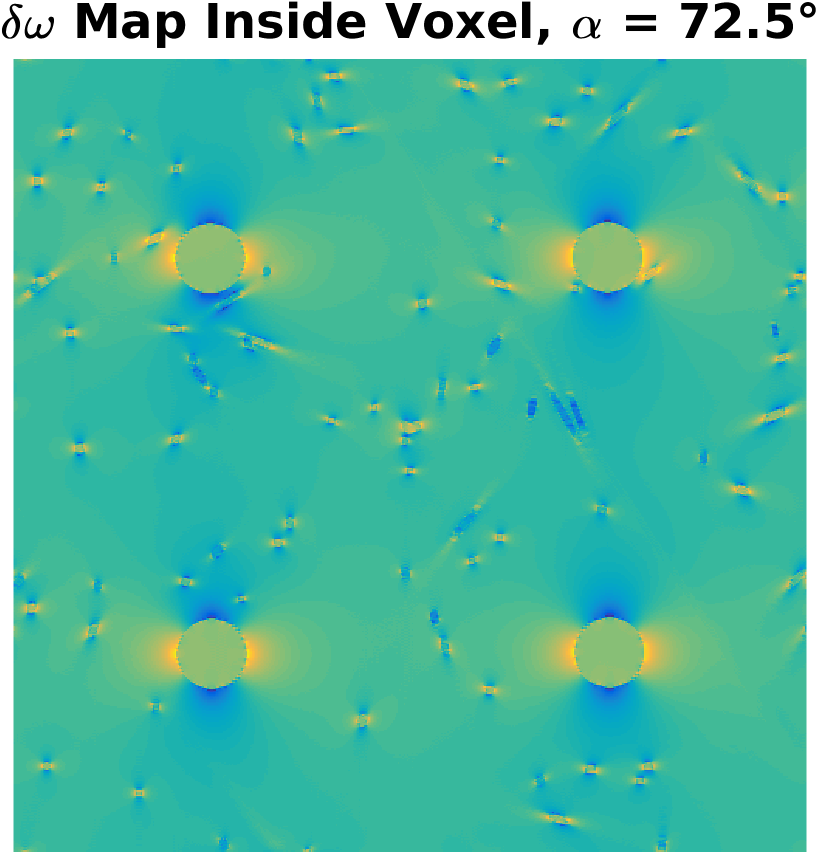 δω Map Inside Voxel, α = 72.5°